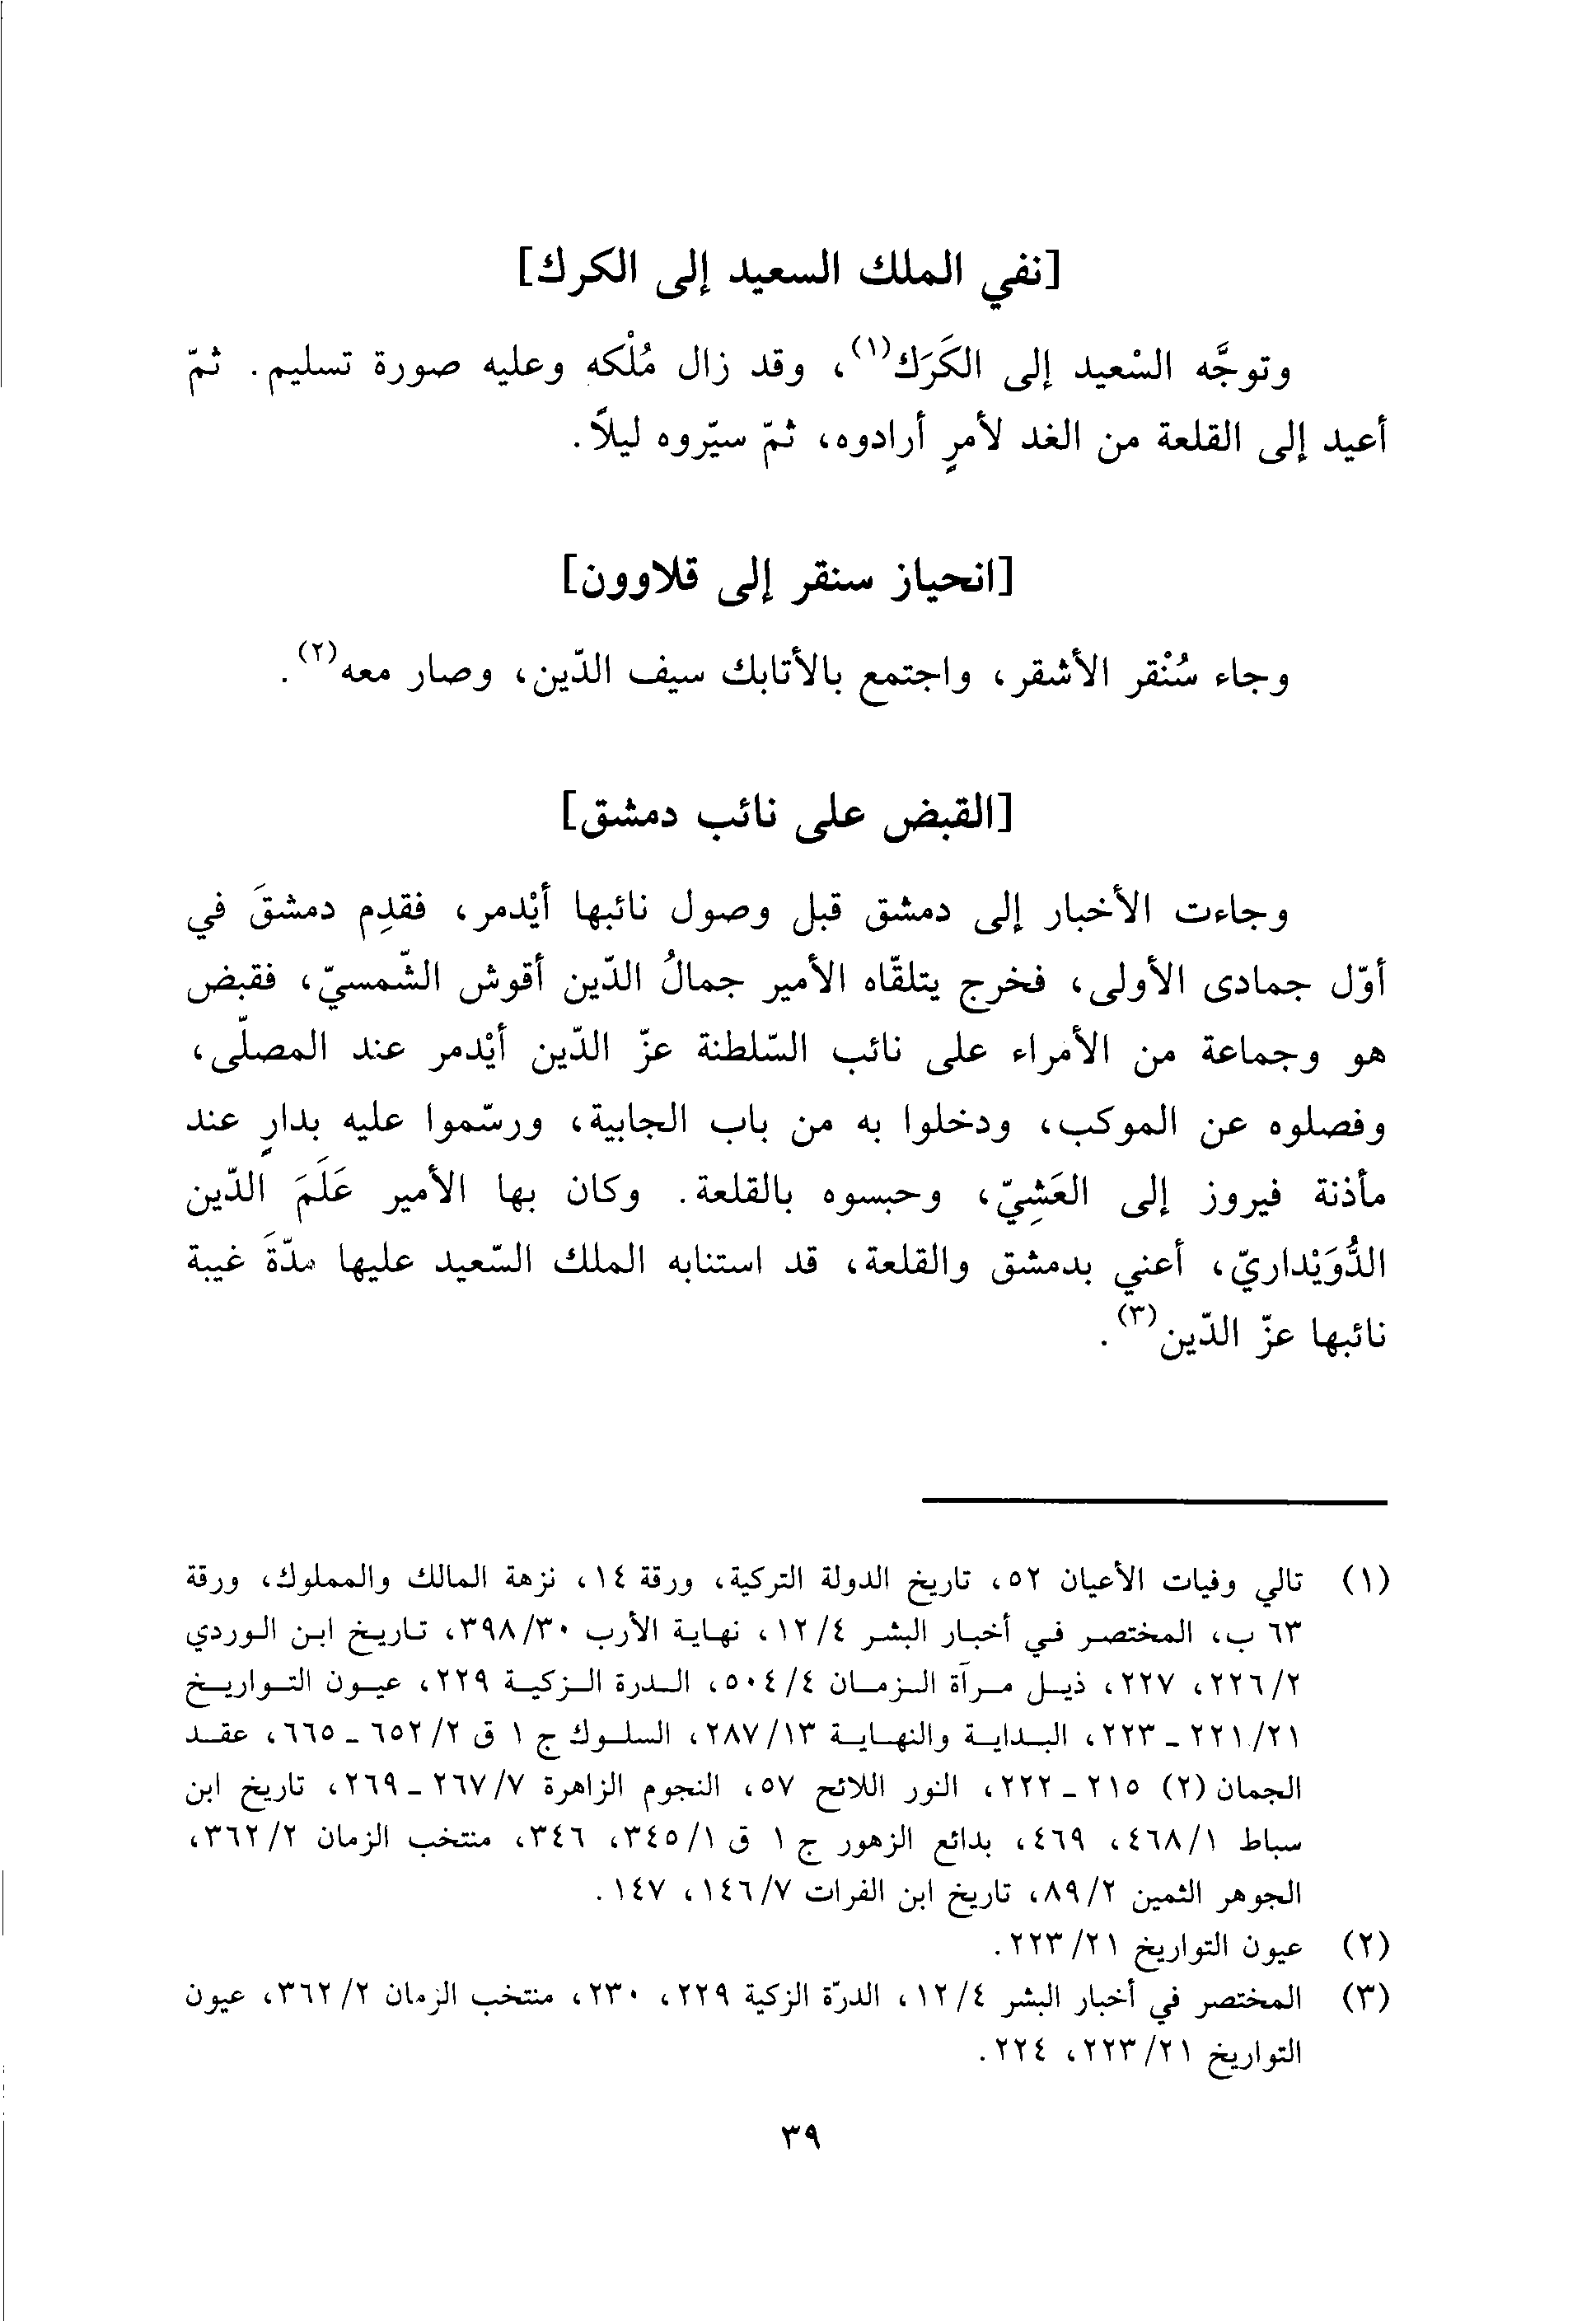 [نفي الملك السعيد إلى الكرك]
وتوجَّه السّعيد إلى الكَرَك(١)، وقد زال مُلْكه وعليه صورة تسليم. ثمّ
أعيد إلى القلعة من الغد لأمرٍ أرادوه، ثمّ سيّروه ليلاً.
[انحياز سنقر إلى قلاوون]
وجاء سُنْقر الأشقر، واجتمع بالأتابك سيف الدّين، وصار معه(٢).
[القبض على نائب دمشق]
وجاءت الأخبار إلى دمشق قبل وصول نائبها أيْدمر، فقدِم دمشقَ في
أوّل جمادى الأولى، فخرج يتلقّاه الأمير جمالُ الدّين أقوش الشّمسيّ، فقبض
هو وجماعة من الأمراء على نائب السّلطنة عزّ الدّين أيْدمر عند المصلّى،
وفصلوه عن الموكب، ودخلوا به من باب الجابية، ورسّموا عليه بدارٍ عند
مأذنة فيروز إلى العَشِيّ، وحبسوه بالقلعة. وكان بها الأمير عَلَمَ الدّين
الدُّوَيْداريّ، أعني بدمشق والقلعة، قد استنابه الملك السّعيد عليها مدّةَ غيبة
نائبها عزّ الدّين(٣).
(١) تالي وفيات الأعيان ٥٢، تاريخ الدولة التركية، ورقة ١٤، نزهة المالك والمملوك، ورقة
٦٣ ب، المختصر في أخبار البشر ١٢/٤، نهاية الأرب ٣٩٨/٣٠، تاريخ ابن الوردي
٢٢٦/٢، ٢٢٧، ذيل مرآة الزمان ٥٠٤/٤، الدرة الزكية ٢٢٩، عيون التواريخ
٢٢١/٢١ - ٢٢٣، البداية والنهاية ٢٨٧/١٣، السلوك ج ١ ق ٦٥٢/٢ - ٦٦٥، عقد
الجمان (٢) ٢١٥ - ٢٢٢، النور اللائح ٥٧، النجوم الزاهرة ٢٦٧/٧ - ٢٦٩، تاريخ ابن
سباط ٤٦٨/١، ٤٦٩، بدائع الزهور ج ١ ق ٣٤٥/١، ٣٤٦، منتخب الزمان ٣٦٢/٢،
الجوهر الثمين ٨٩/٢، تاريخ ابن الفرات ١٤٦/٧، ١٤٧.
(٢) عيون التواريخ ٢٢٣/٢١.
(٣) المختصر في أخبار البشر ١٢/٤، الدرّة الزكية ٢٢٩، ٢٣٠، منتخب الزمان ٣٦٢/٢، عيون
التواريخ ٢٢٣/٢١، ٢٢٤.
٣٩